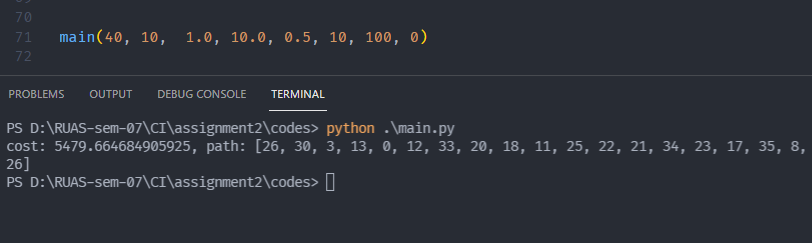 70
71 main(40, 10,  1.0, 10.0, 0.5, 10, 100, 0)
72
PROBLEMS OUTPUT DEBUG CONSOLE TERMINAL
PS D:\RUAS-sem-07\CI\assignment2\codes> python .\main.py
cost: 5479.664684905925, path: [26, 30, 3, 13, 0, 12, 33, 20, 18, 11, 25, 22, 21, 34, 23, 17, 35, 8,
26]
PS D:\RUAS-sem-07\CI\assignment2\codes>